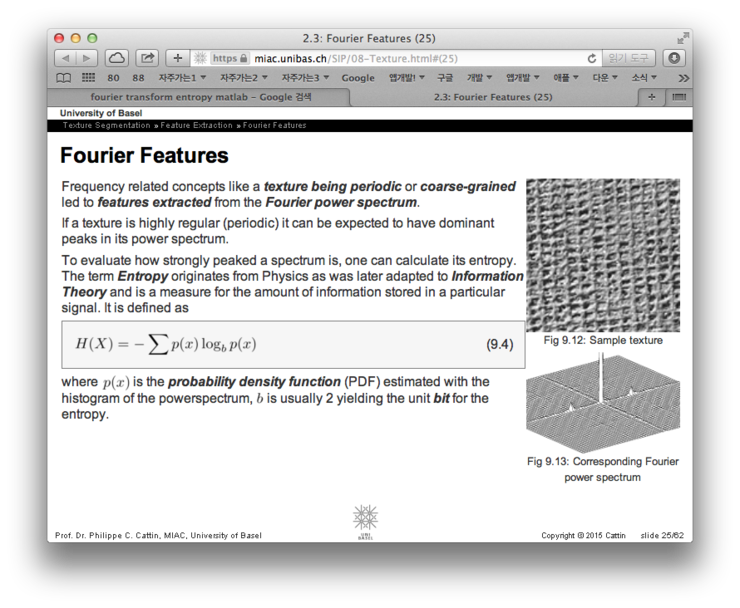 2.3: Fourier Features (25)
https miac.unibas.ch/SIP/08-Texture.html#(25) 읽기 도구
80 88 자주가는1 자주가는2 자주가는3 Google 앱개발! 구글 개발 앱개발 애플 다운 소식
fourier transform entropy matlab – Google 검색 2.3: Fourier Features (25)
University of Basel
Texture Segmentation » Feature Extraction » Fourier Features
Fourier Features
Frequency related concepts like a texture being periodic or coarse-grained
led to features extracted from the Fourier power spectrum.
If a texture is highly regular (periodic) it can be expected to have dominant
peaks in its power spectrum.
To evaluate how strongly peaked a spectrum is, one can calculate its entropy.
The term Entropy originates from Physics as was later adapted to Information
Theory and is a measure for the amount of information stored in a particular
signal. It is defined as
H(X) = − ∑ p(x) log_b p(x) (9.4)
where p(x) is the probability density function (PDF) estimated with the
histogram of the powerspectrum, b is usually 2 yielding the unit bit for the
entropy.
Fig 9.12: Sample texture
Fig 9.13: Corresponding Fourier
power spectrum
UNI
BASEL
Prof. Dr. Philippe C. Cattin, MIAC, University of Basel Copyright © 2015 Cattin slide 25/62